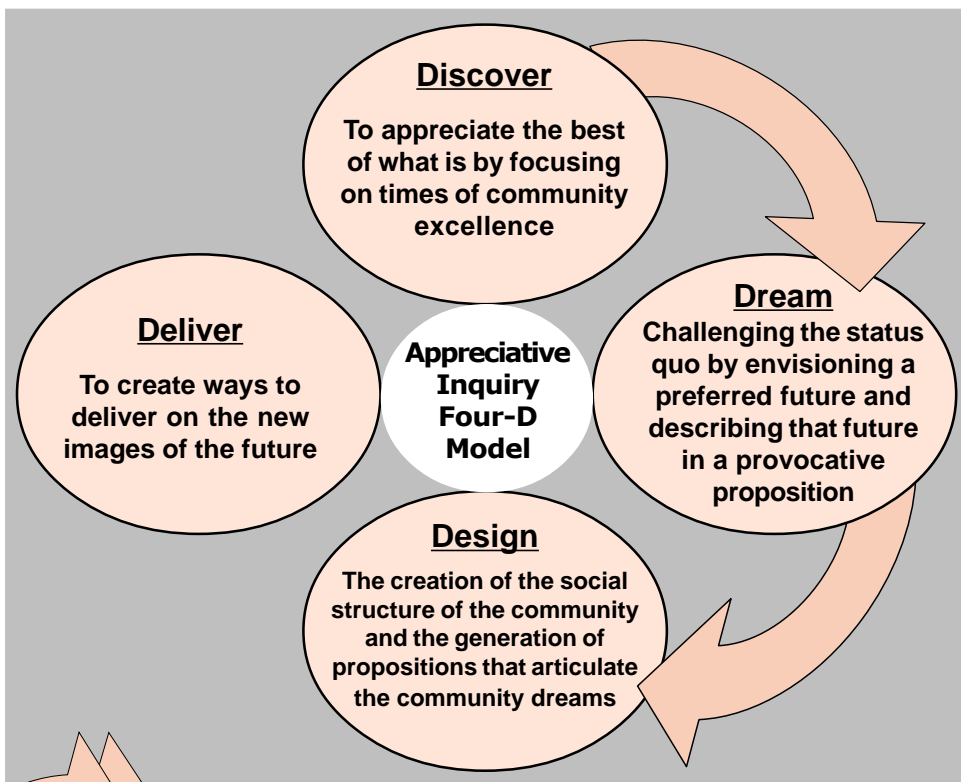 Discover
To appreciate the best
of what is by focusing
on times of community
excellence
Dream
Challenging the status
quo by envisioning a
preferred future and
describing that future
in a provocative
proposition
Deliver
To create ways to
deliver on the new
images of the future
Appreciative
Inquiry
Four-D
Model
Design
The creation of the social
structure of the community
and the generation of
propositions that articulate
the community dreams